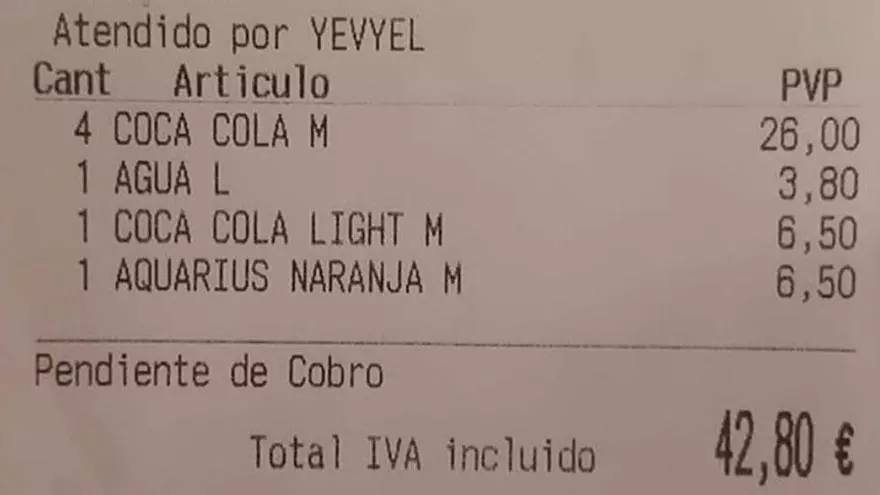 Atendido por YEVYEL
Cant Articulo PVP
4 COCA COLA M 26,00
1 AGUA L 3,80
1 COCA COLA LIGHT M 6,50
1 AQUARIUS NARANJA M 6,50
Pendiente de Cobro
Total IVA incluido 42,80 €